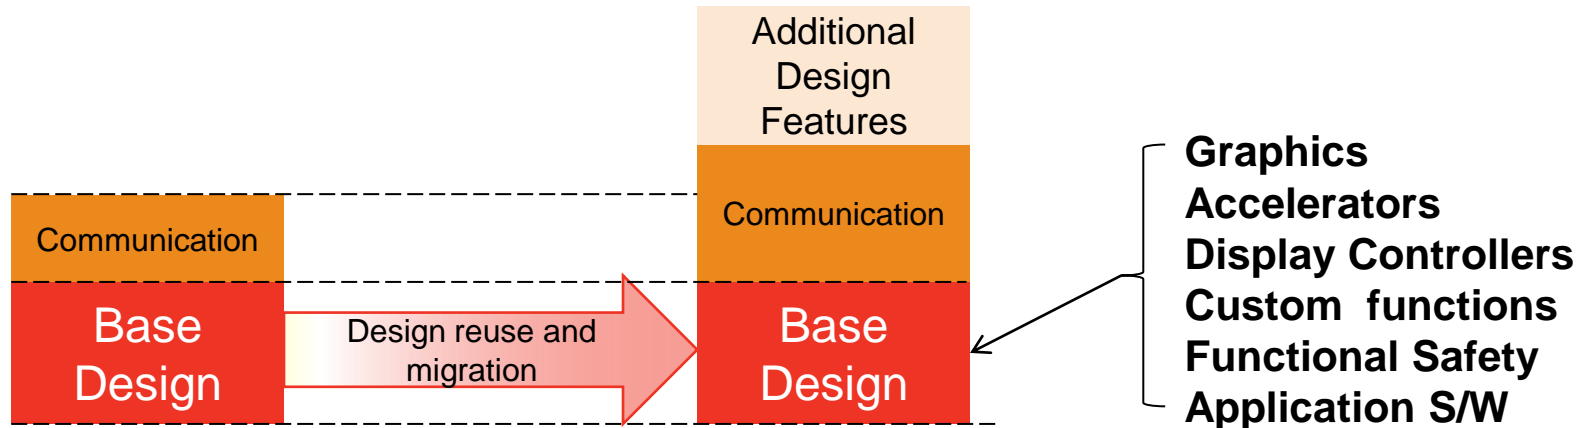 Additional
Design
Features
Communication
Communication
Base
Design
Design reuse and
migration
Base
Design
Graphics
Accelerators
Display Controllers
Custom  functions
Functional Safety
Application S/W